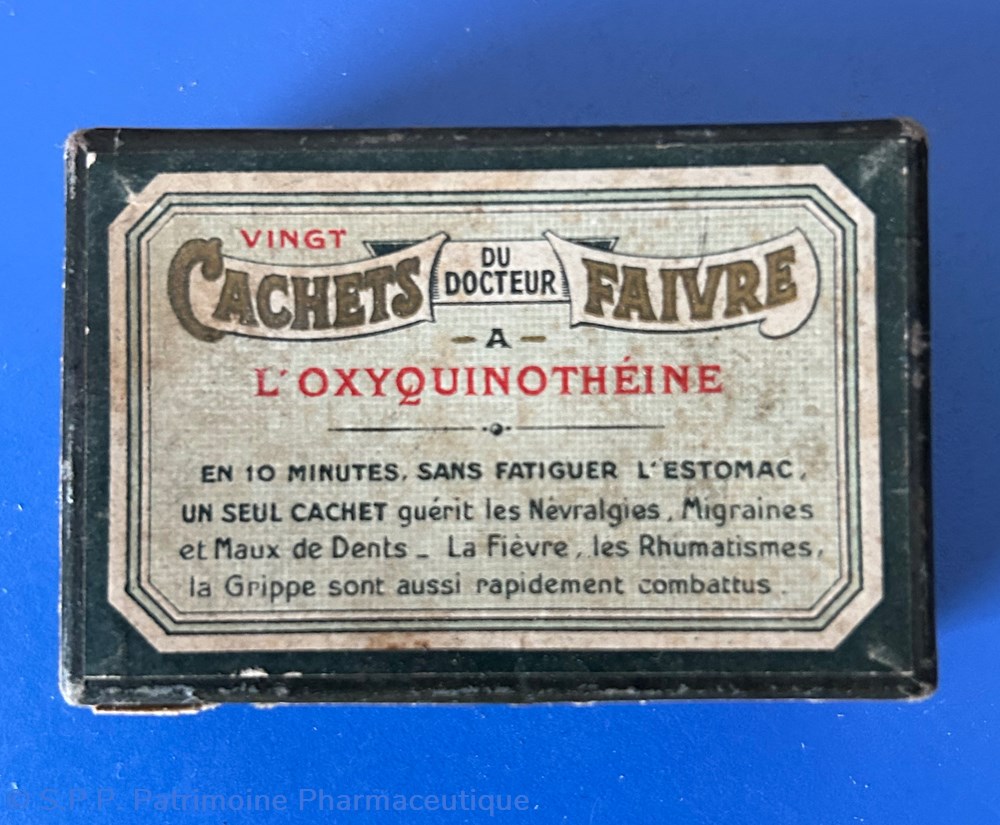 VINGT
CACHETS DU DOCTEUR FAIVRE
- A -
L'OXYQUINOTHÉINE
EN 10 MINUTES, SANS FATIGUER L'ESTOMAC,
UN SEUL CACHET guérit les Névralgies, Migraines
et Maux de Dents _ La Fièvre, les Rhumatismes,
la Grippe sont aussi rapidement combattus.
© S.P.P. Patrimoine Pharmaceutique